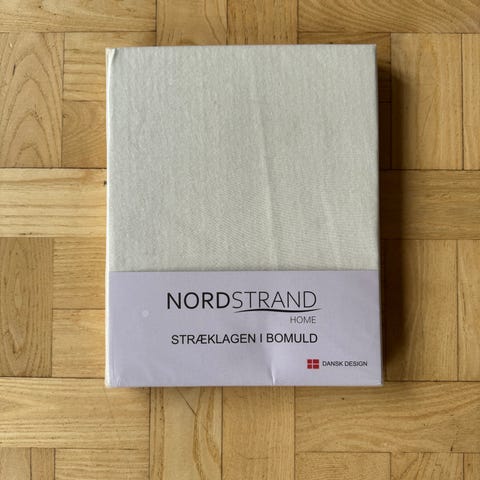 NORDSTRAND
HOME
STRÆKLAGEN I BOMULD
DANSK DESIGN